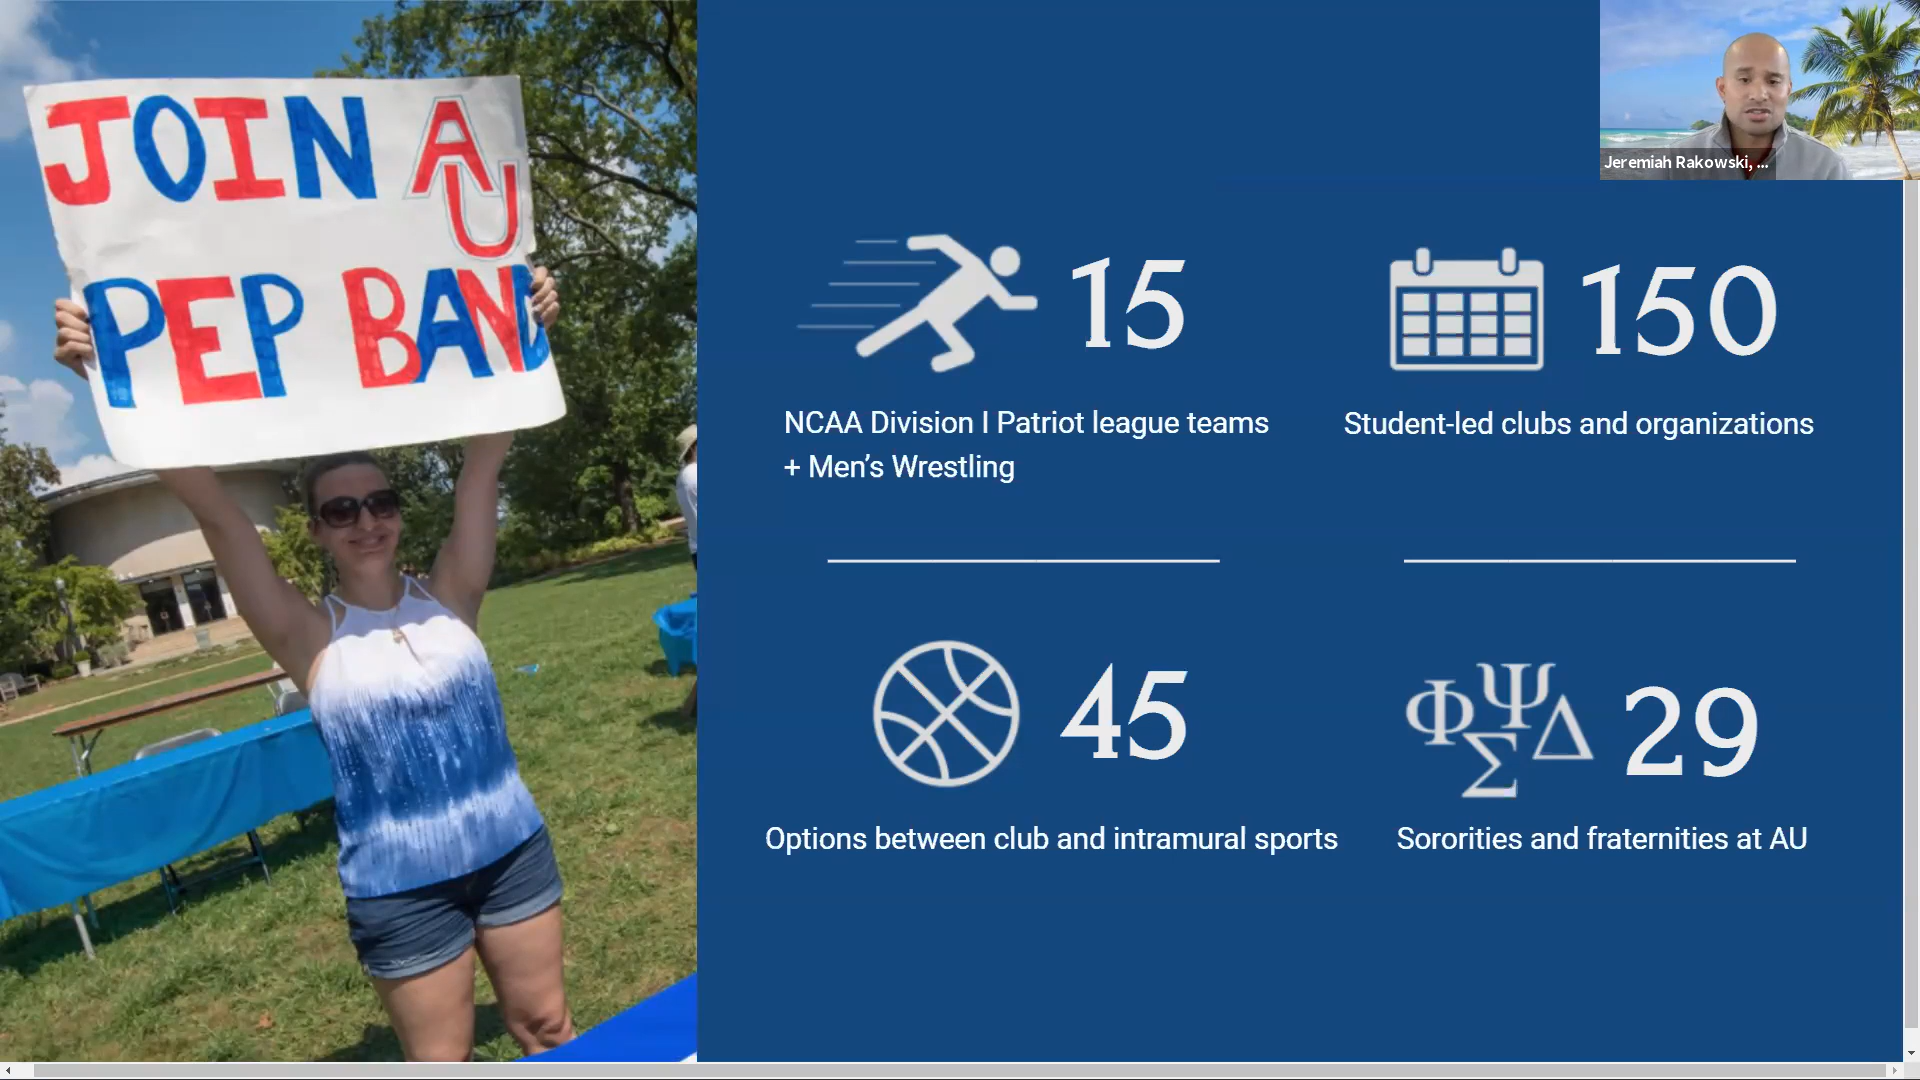 JOIN AU
PEP BAND
Jeremiah Rakowski, ...
15
NCAA Division I Patriot league teams
+ Men’s Wrestling
150
Student-led clubs and organizations
45
Options between club and intramural sports
ΦΨΣΔ
29
Sororities and fraternities at AU